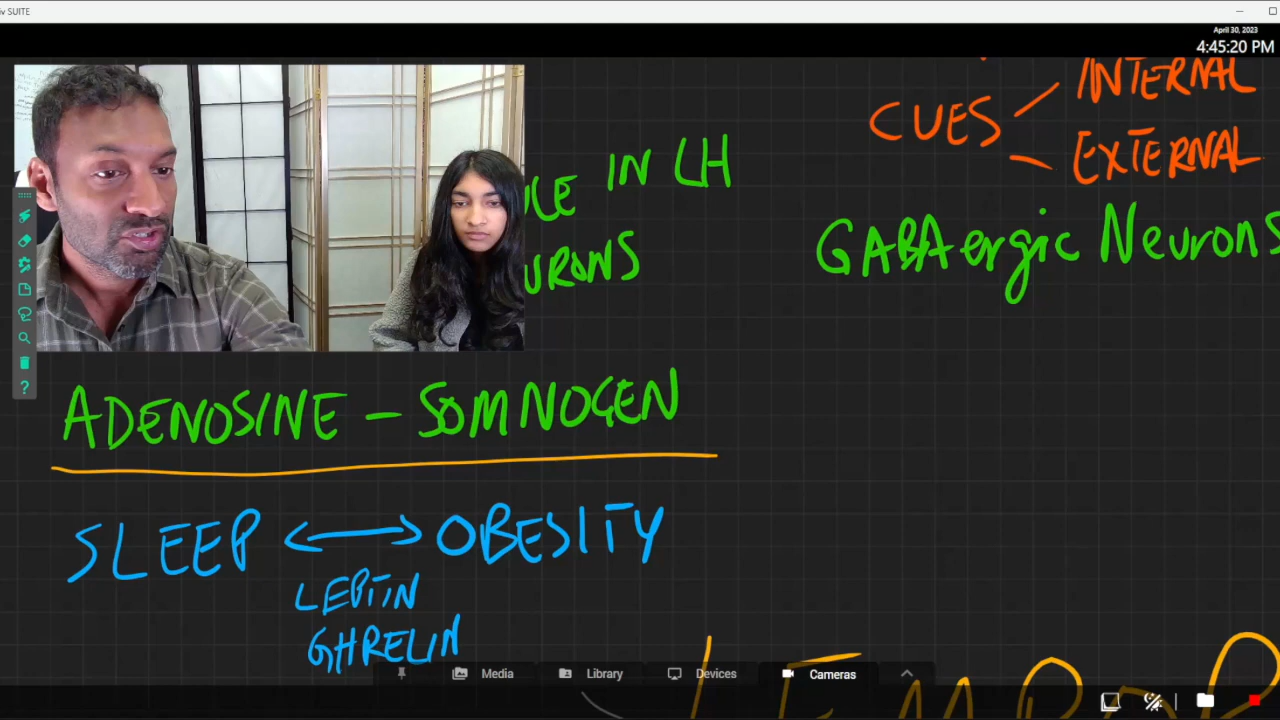 iv SUITE
April 30, 2023
4:45:20 PM
INTERNAL
CUES
EXTERNAL
IN LH
GABAergic Neurons
ADENOSINE – SOMNOGEN
SLEEP ↔ OBESITY
LEPTIN
GHRELIN
?
Media Library Devices Cameras